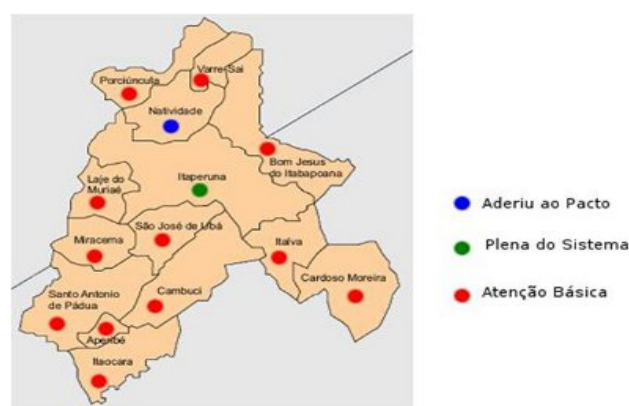 Varre-Sai
Porciúncula
Natividade
Bom Jesus
do Itabapoana
Laje do
Muriaé
Itaperuna
São José de Ubá
Miracema
Italva
Cardoso Moreira
Santo Antonio
de Pádua
Cambuci
Aperibé
Itaocara
Aderiu ao Pacto
Plena do Sistema
Atenção Básica